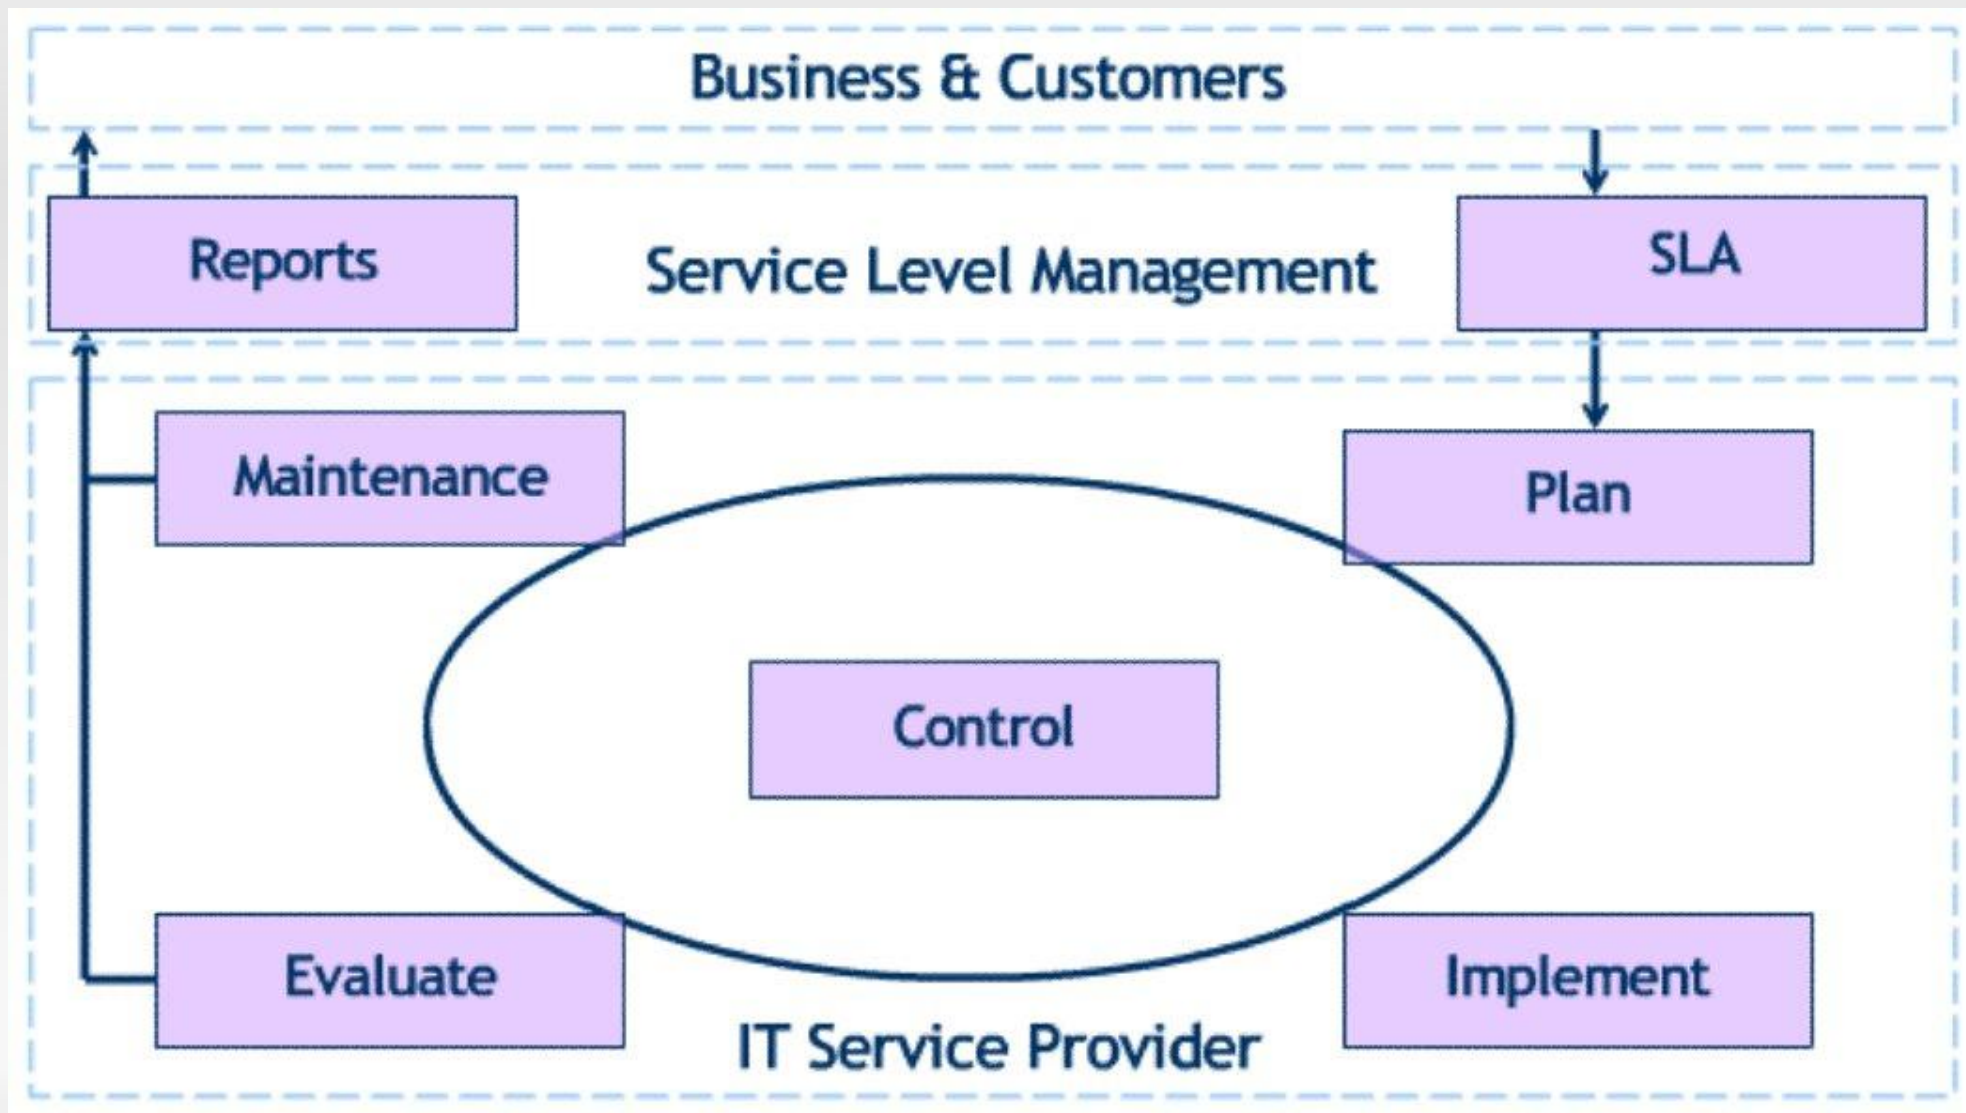 Business & Customers
Reports
Service Level Management
SLA
Maintenance
Plan
Control
Evaluate
Implement
IT Service Provider